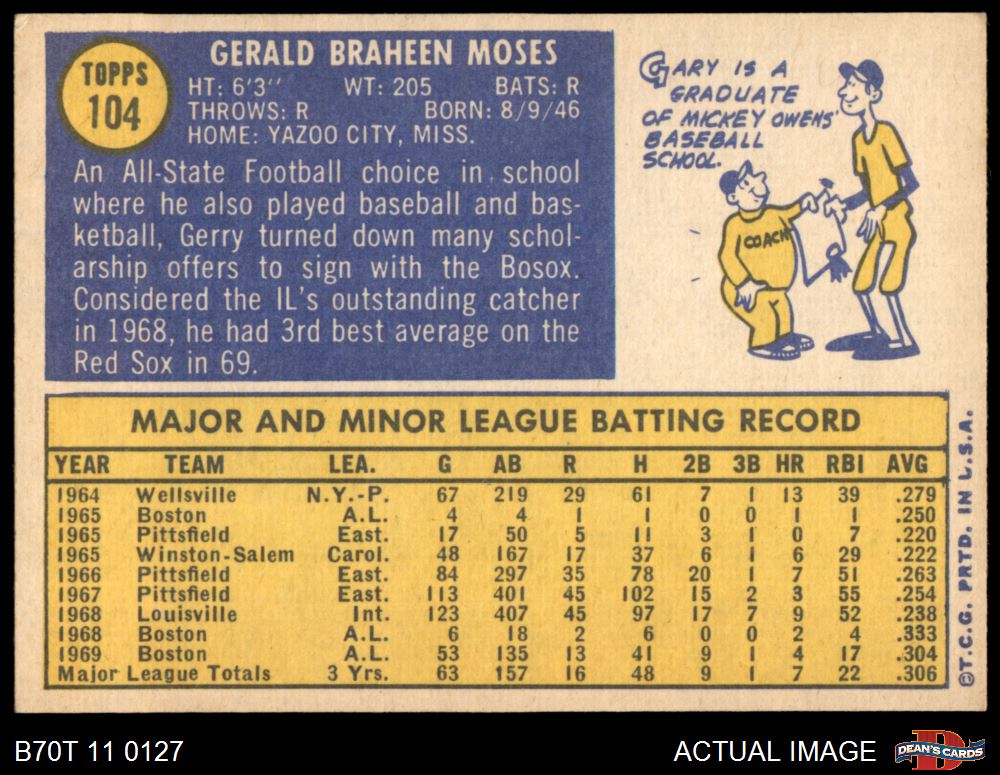 TOPPS
104
GERALD BRAHEEN MOSES
HT: 6'3'' WT: 205 BATS: R
THROWS: R BORN: 8/9/46
HOME: YAZOO CITY, MISS.
An All-State Football choice in school
where he also played baseball and bas-
ketball, Gerry turned down many schol-
arship offers to sign with the Bosox.
Considered the IL's outstanding catcher
in 1968, he had 3rd best average on the
Red Sox in 69.
GARY IS A
GRADUATE
OF MICKEY OWENS'
BASEBALL
SCHOOL.
COACH
MAJOR AND MINOR LEAGUE BATTING RECORD
YEAR TEAM LEA. G AB R H 2B 3B HR RBI AVG
1964 Wellsville N.Y.-P. 67 219 29 61 7 1 13 39 .279
1965 Boston A.L. 4 4 1 1 0 0 1 1 .250
1965 Pittsfield East. 17 50 5 11 3 1 0 7 .220
1965 Winston-Salem Carol. 48 167 17 37 6 1 6 29 .222
1966 Pittsfield East. 84 297 35 78 20 1 7 51 .263
1967 Pittsfield East. 113 401 45 102 15 2 3 55 .254
1968 Louisville Int. 123 407 45 97 17 7 9 52 .238
1968 Boston A.L. 6 18 2 6 0 0 2 4 .333
1969 Boston A.L. 53 135 13 41 9 1 4 17 .304
Major League Totals 3 Yrs. 63 157 16 48 9 1 7 22 .306
©T.C.G. PRTD. IN U.S.A.
B70T 11 0127
ACTUAL IMAGE
DEAN'S CARDS